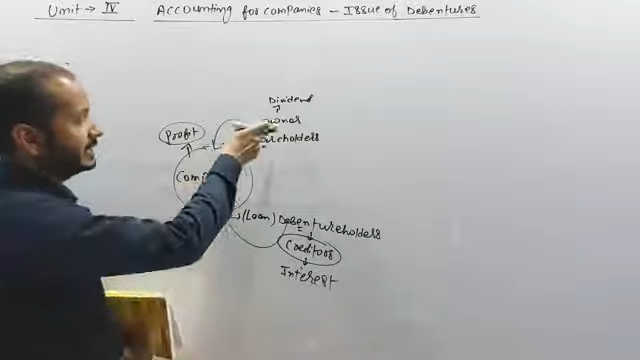 Unit → IV Accounting for Companies - Issue of Debentures
Dividend
Profit
(Loan) Debentureholders
Creditors
Interest